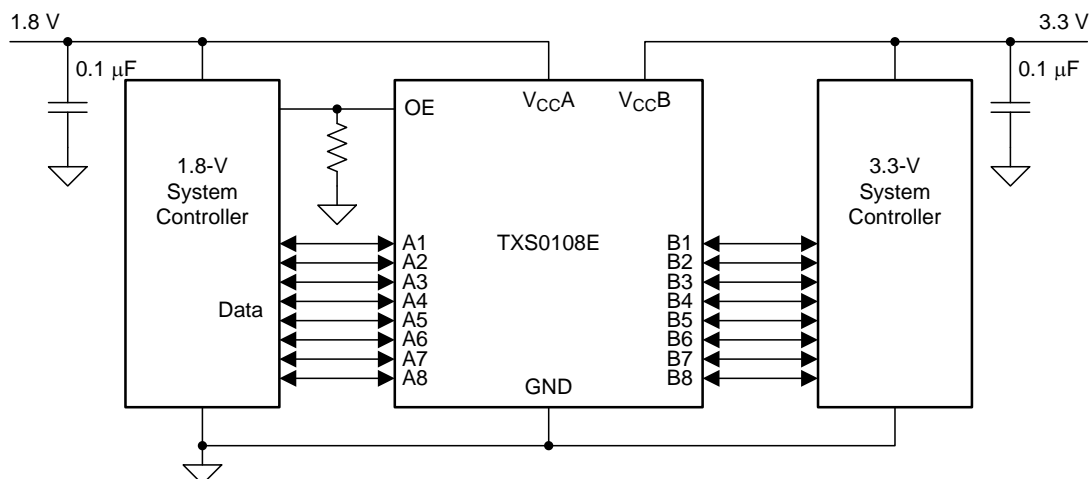 1.8 V
3.3 V
0.1 μF
0.1 μF
OE
VCCA
VCCB
1.8-V
System
Controller
3.3-V
System
Controller
TXS0108E
Data
A1
A2
A3
A4
A5
A6
A7
A8
B1
B2
B3
B4
B5
B6
B7
B8
GND